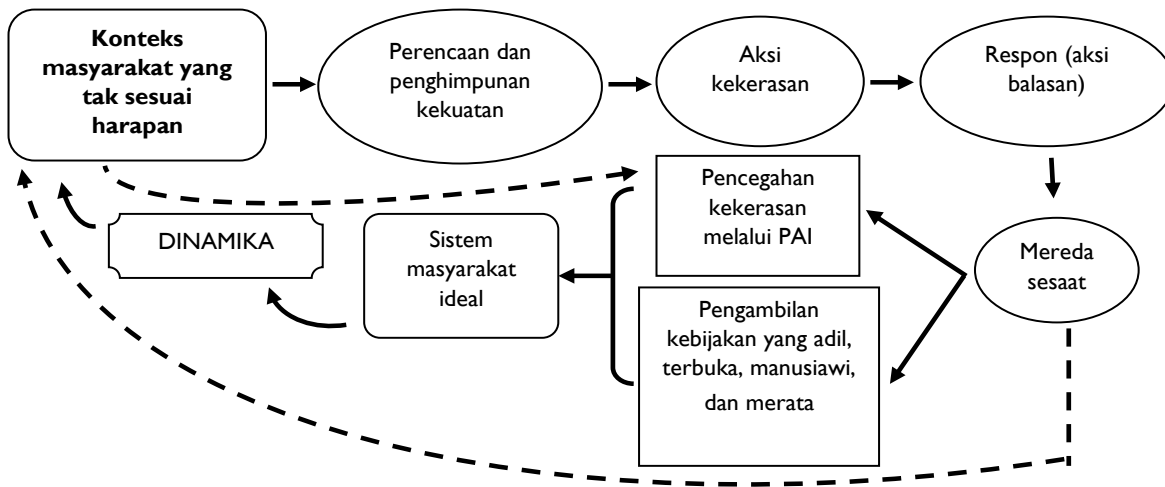 Konteks
masyarakat yang
tak sesuai
harapan
Perencaan dan
penghimpunan
kekuatan
Aksi
kekerasan
Respon (aksi
balasan)
Pencegahan
kekerasan
melalui PAI
DINAMIKA
Sistem
masyarakat
ideal
Mereda
sesaat
Pengambilan
kebijakan yang adil,
terbuka, manusiawi,
dan merata